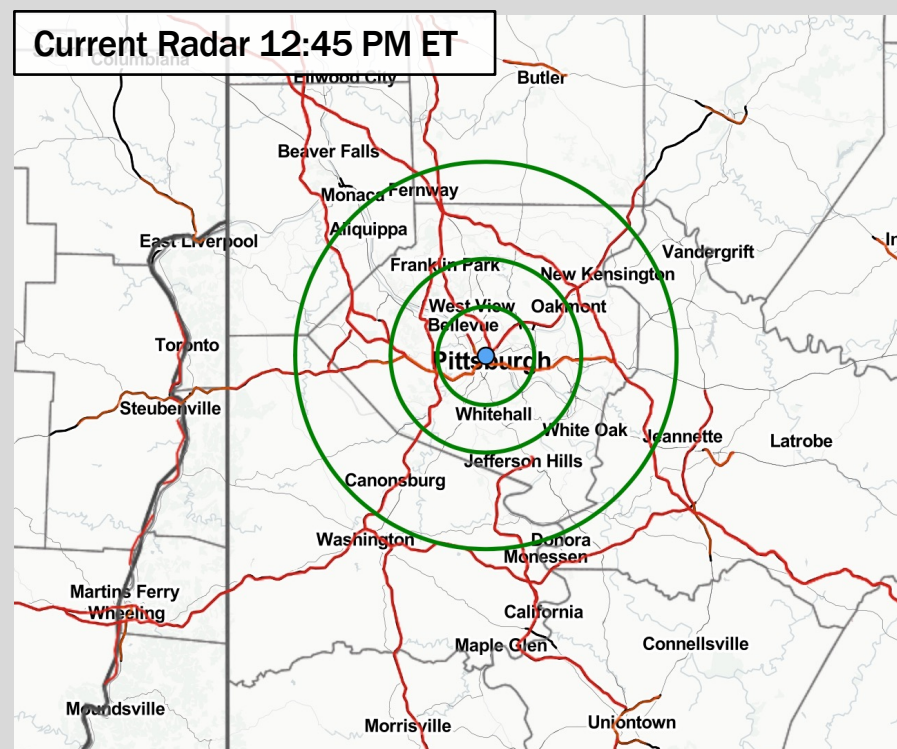 Current Radar 12:45 PM ET
Columbiana
Ellwood City
Butler
Beaver Falls
Monaca
Fernway
Aliquippa
East Liverpool
Vandergrift
Franklin Park
New Kensington
West View
Oakmont
Bellevue
Toronto
Pittsburgh
Steubenville
Whitehall
White Oak
Jeannette
Latrobe
Jefferson Hills
Canonsburg
Washington
Donora
Monessen
Martins Ferry
Wheeling
California
Maple Glen
Connellsville
Moundsville
Morrisville
Uniontown